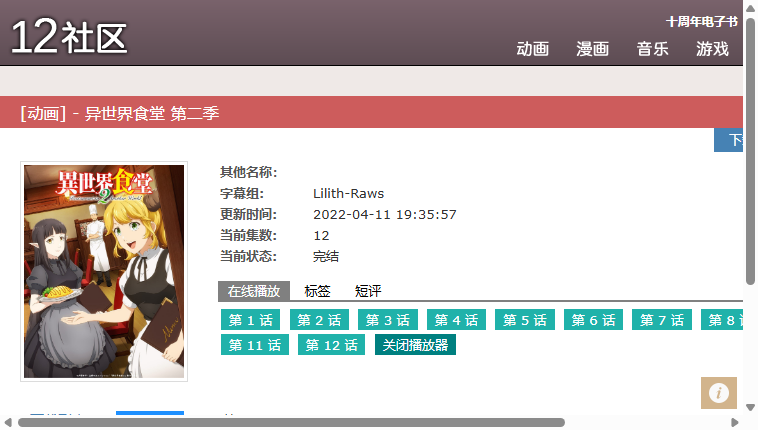 12社区
十周年电子书
动画 漫画 音乐 游戏
[动画] - 异世界食堂 第二季
異世界食堂
2
其他名称:
字幕组: Lilith-Raws
更新时间: 2022-04-11 19:35:57
当前集数: 12
当前状态: 完结
在线播放 标签 短评
第 1 话 第 2 话 第 3 话 第 4 话 第 5 话 第 6 话 第 7 话 第 8
第 11 话 第 12 话 关闭播放器